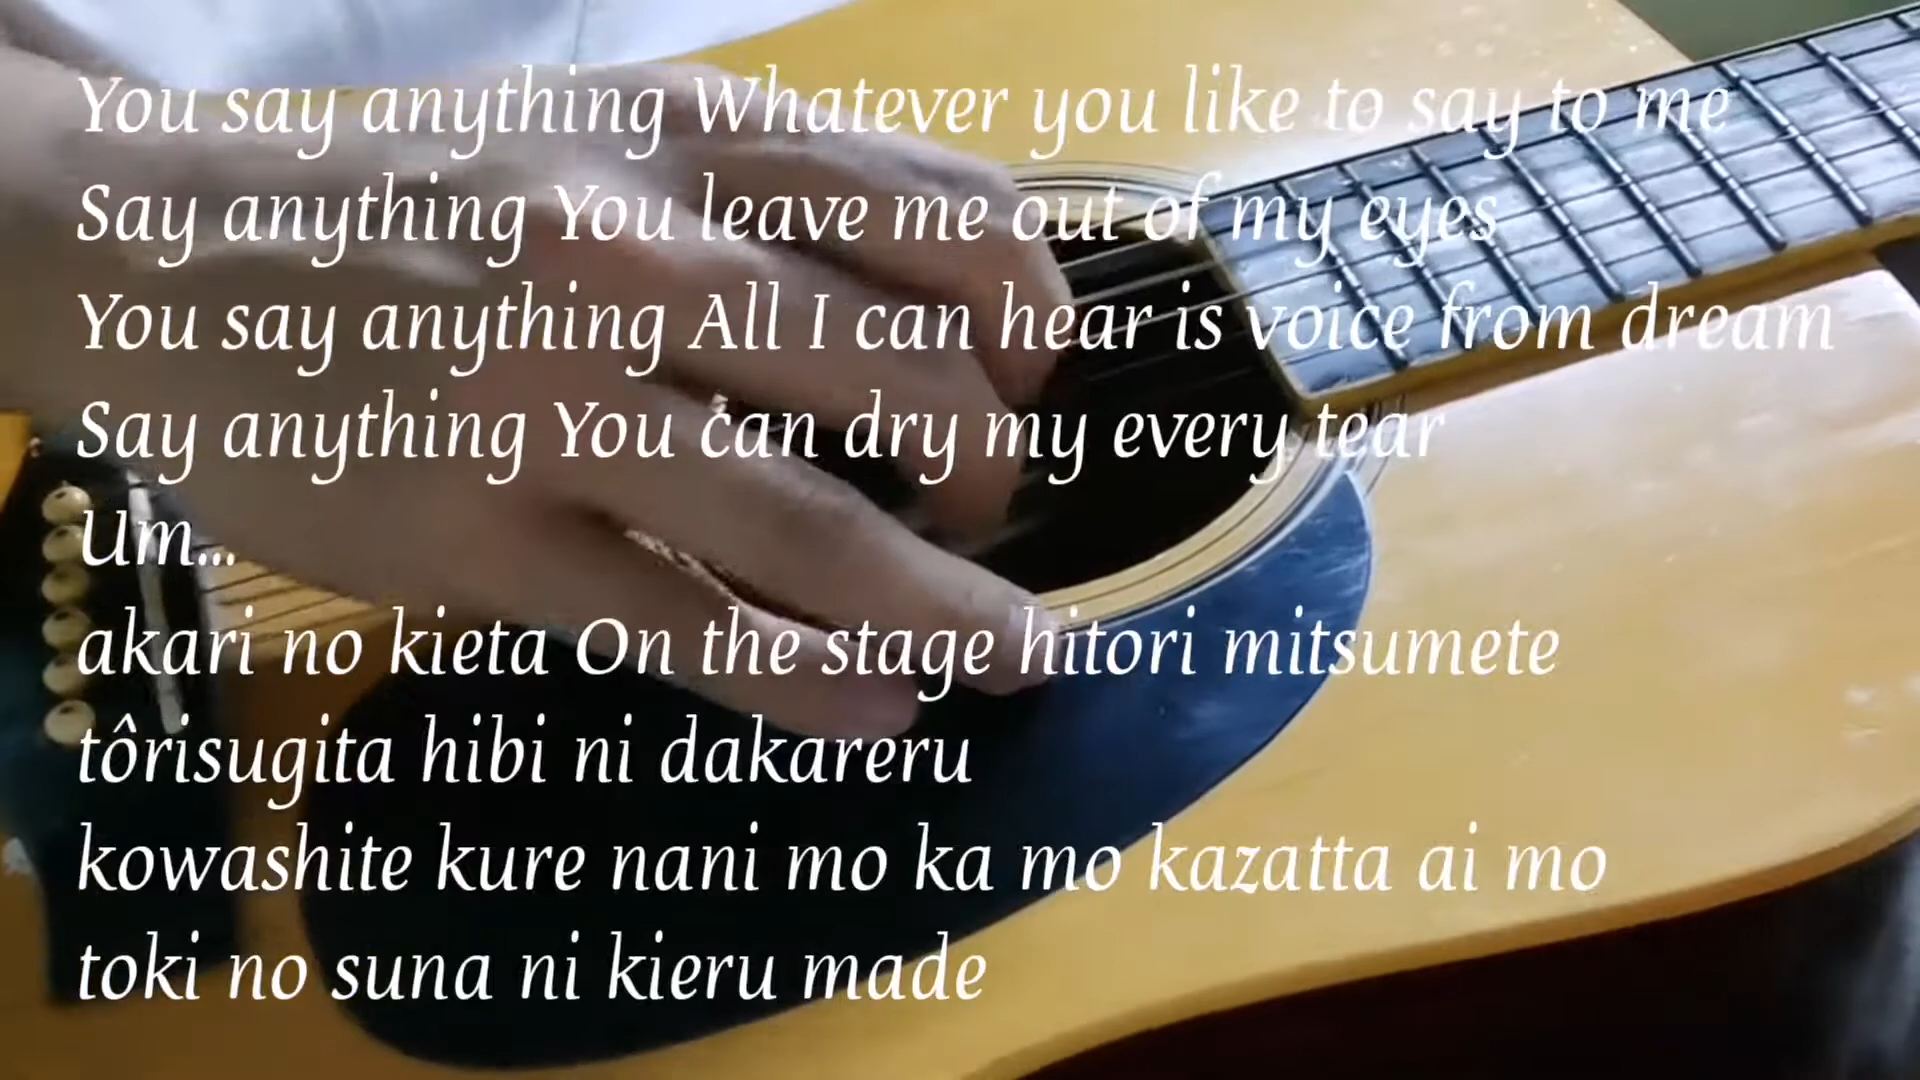 You say anything Whatever you like to say to me
Say anything You leave me out of my eyes
You say anything All I can hear is voice from dream
Say anything You can dry my every tear
Um...
akari no kieta On the stage hitori mitsumete
tôrisugita hibi ni dakareru
kowashite kure nani mo ka mo kazatta ai mo
toki no suna ni kieru made